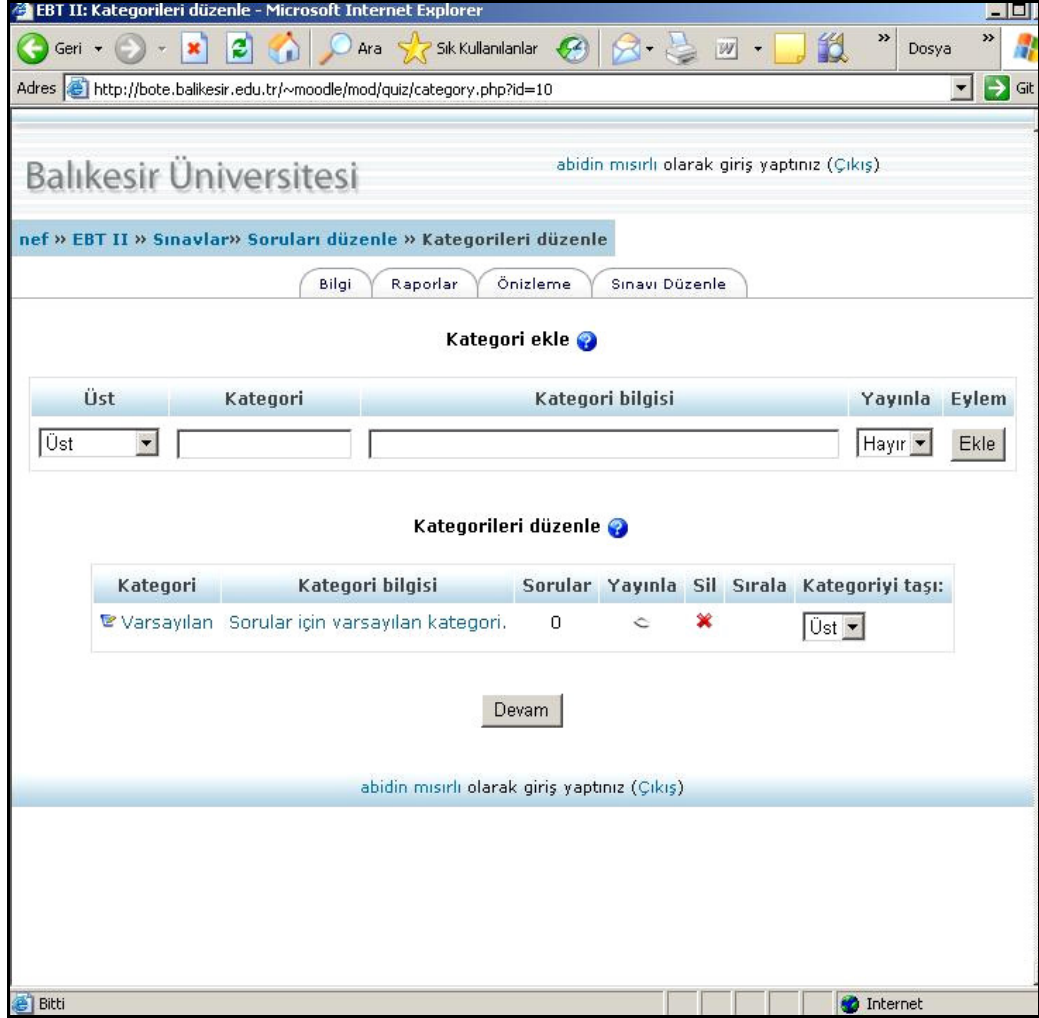 EBT II: Kategorileri düzenle - Microsoft Internet Explorer
Geri Ara Sık Kullanılanlar » Dosya »
Adres http://bote.balikesir.edu.tr/~moodle/mod/quiz/category.php?id=10 Git
Balıkesir Üniversitesi
abidin mısırlı olarak giriş yaptınız (Çıkış)
nef » EBT II » Sınavlar» Soruları düzenle » Kategorileri düzenle
Bilgi Raporlar Önizleme Sınavı Düzenle
Kategori ekle ?
Üst Kategori Kategori bilgisi Yayınla Eylem
Üst Hayır Ekle
Kategorileri düzenle ?
Kategori Kategori bilgisi Sorular Yayınla Sil Sırala Kategoriyi taşı:
Varsayılan Sorular için varsayılan kategori. 0 Üst
Devam
abidin mısırlı olarak giriş yaptınız (Çıkış)
Bitti Internet